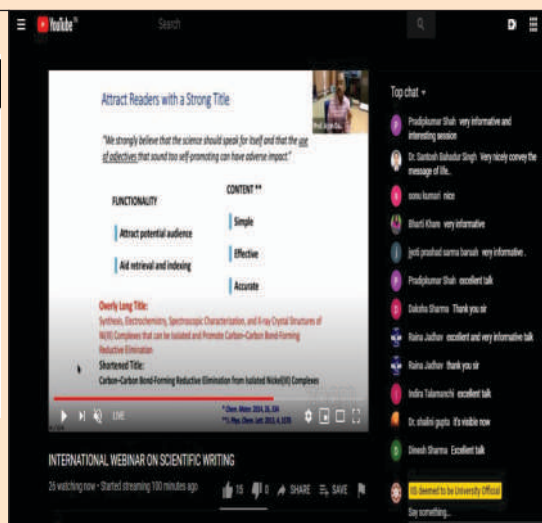 YouTube
Search
Attract Readers with a Strong Title
"We strongly believe that the science should speak for itself and that the use
of adjectives that sound too self-promoting can have adverse impact."
FUNCTIONALITY
Attract potential audience
Aid retrieval and indexing
CONTENT **
Simple
Effective
Accurate
Overly Long Title:
Synthesis, Electrochemistry, Spectroscopic Characterization, and X-ray Crystal Structures of
Ni(III) Complexes that can be Isolated and Promote Carbon-Carbon Bond-Forming
Reductive Elimination
Shortened Title:
Carbon-Carbon Bond-Forming Reductive Elimination from Isolated Nickel(III) Complexes
LIVE
INTERNATIONAL WEBINAR ON SCIENTIFIC WRITING
26 watching now • Started streaming 100 minutes ago
15
0
SHARE
SAVE
Top chat
Pradipkumar Shah very informative and
interesting session
Dr. Santosh Bahadur Singh Very nicely convey the
message of life..
sonu kumari nice
Bharti Khare very informative
jyoti prashad sarma baruah very informative .
Pradipkumar Shah excellent talk
Daksha Sharma Thank you sir
Raina Jadhav excellent and very informative talk
Raina Jadhav thank you sir
Indira Talamanchi excellent talk
Dr. shalini gupta it's visible now
Dinesh Sharma Excellent talk
IIS deemed to be University Official
Say something...